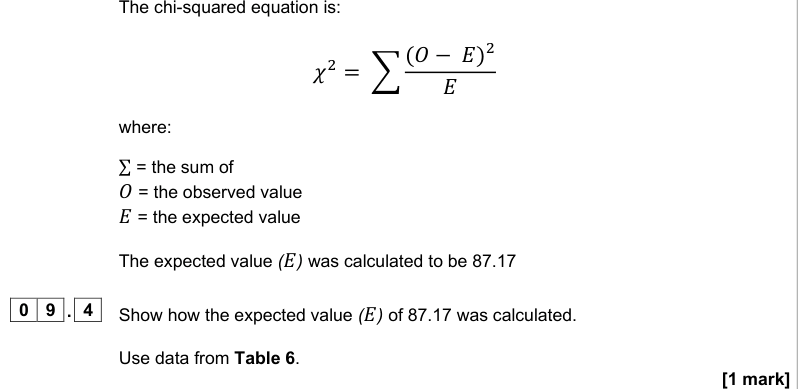 The chi-squared equation is:
χ² = ∑ (O − E)² / E
where:
∑ = the sum of
O = the observed value
E = the expected value
The expected value (E) was calculated to be 87.17
0 9 . 4 Show how the expected value (E) of 87.17 was calculated.
Use data from Table 6.
[1 mark]